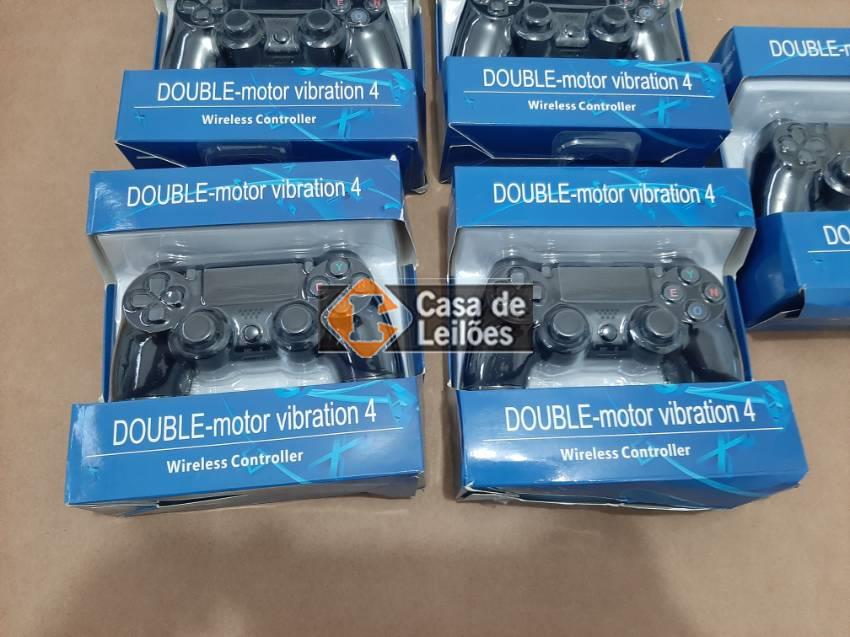 DOUBLE-motor vibration 4
Wireless Controller
DOUBLE-motor vibration 4
Wireless Controller
DOUBLE-m
DO
DOUBLE-motor vibration 4
Y
E
DOUBLE-motor vibration 4
Wireless Controller
DOUBLE-motor vibration 4
Y
E
N
DOUBLE-motor vibration 4
Wireless Controller
Casa de
Leilões